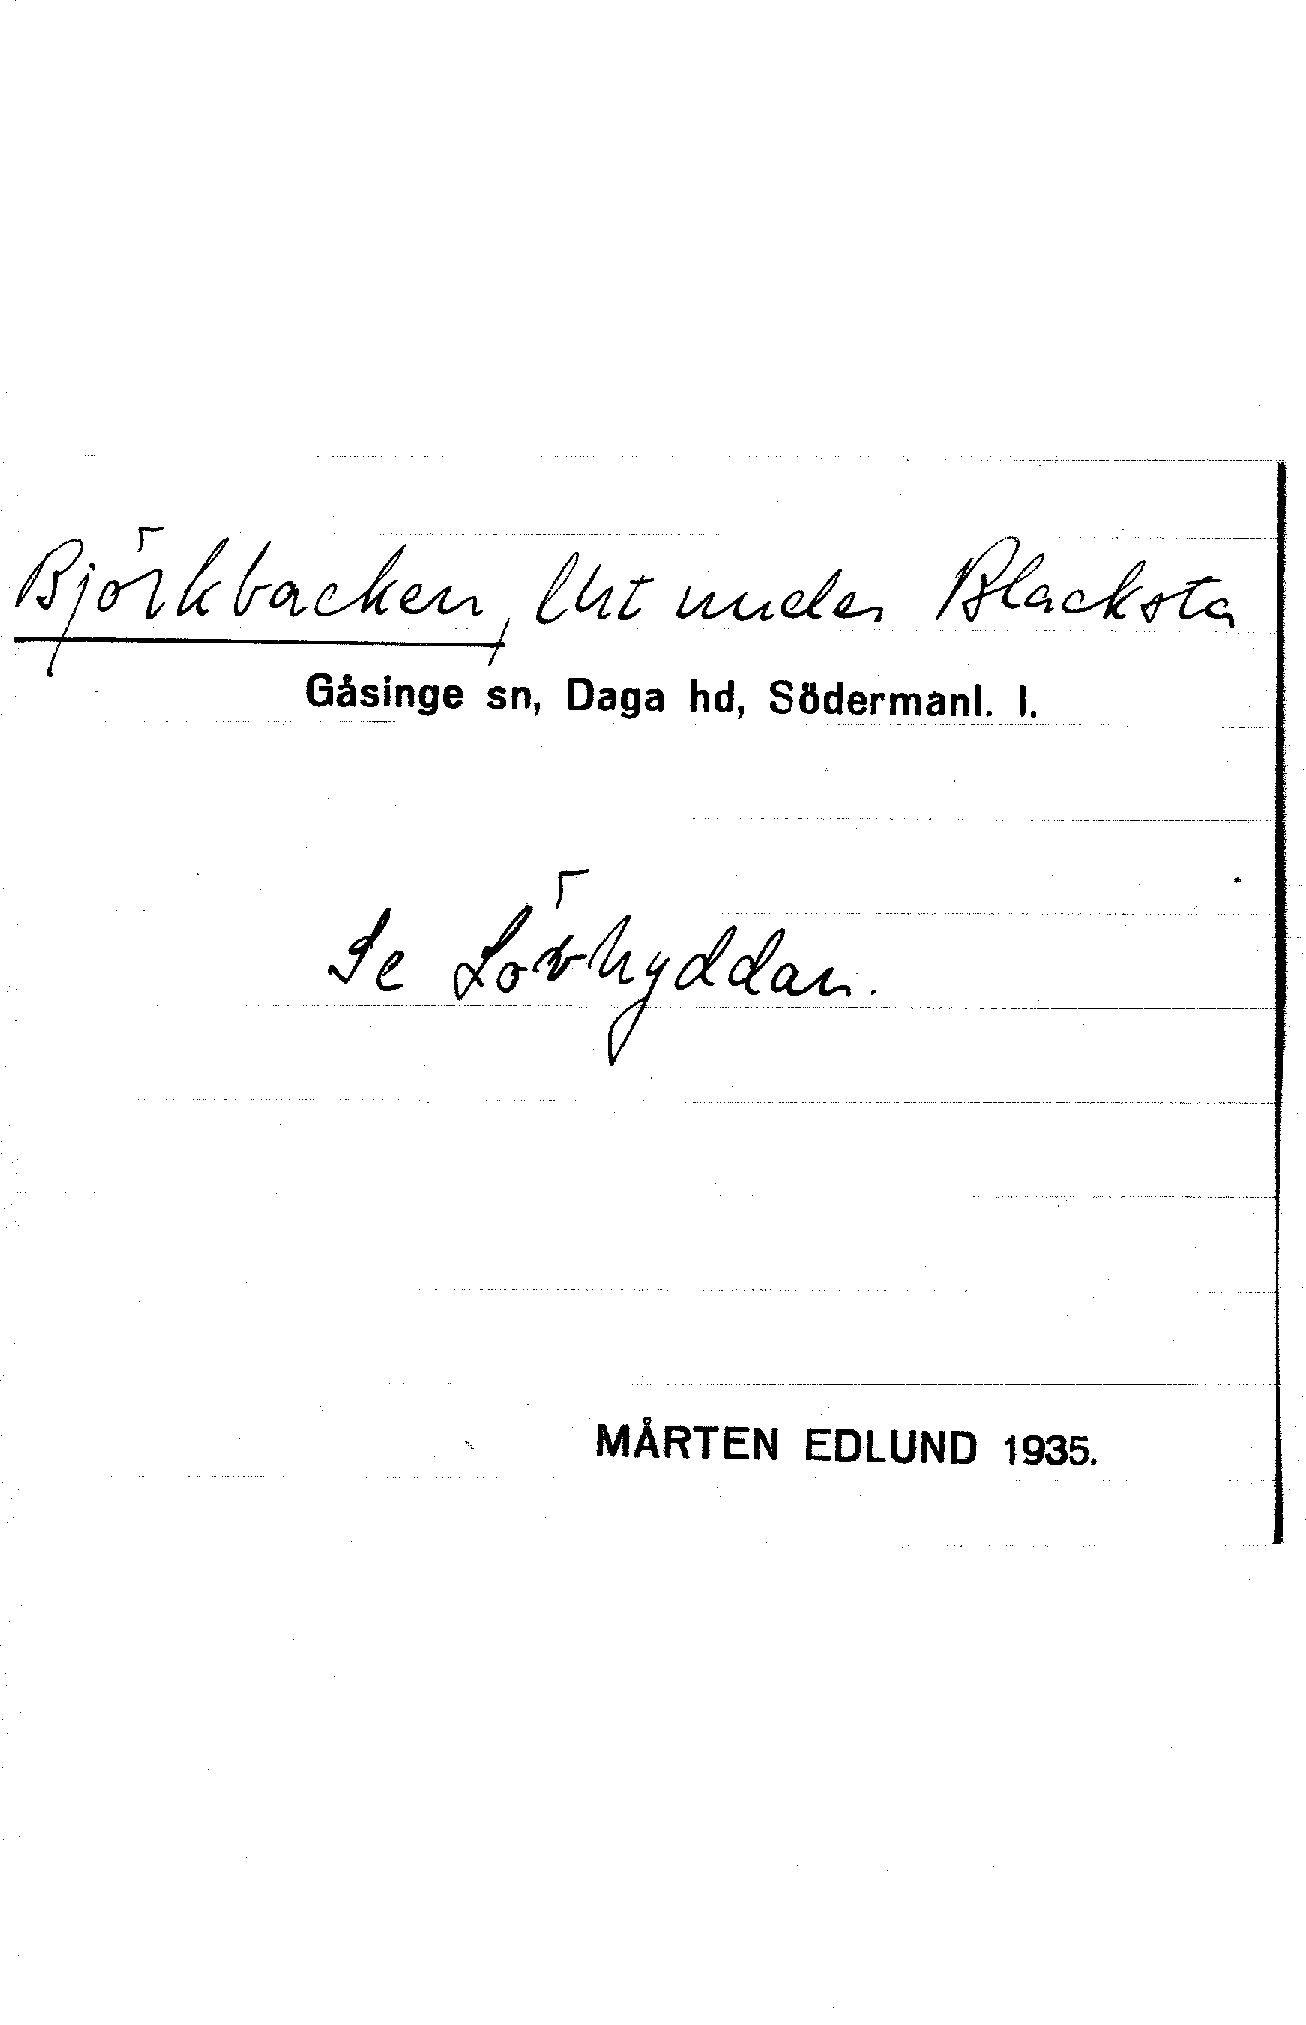 Björkbacken, lht under Blacksta
Gåsinge sn, Daga hd, Södermanl. l.
Se Lövhyddan.
MÅRTEN EDLUND 1935.